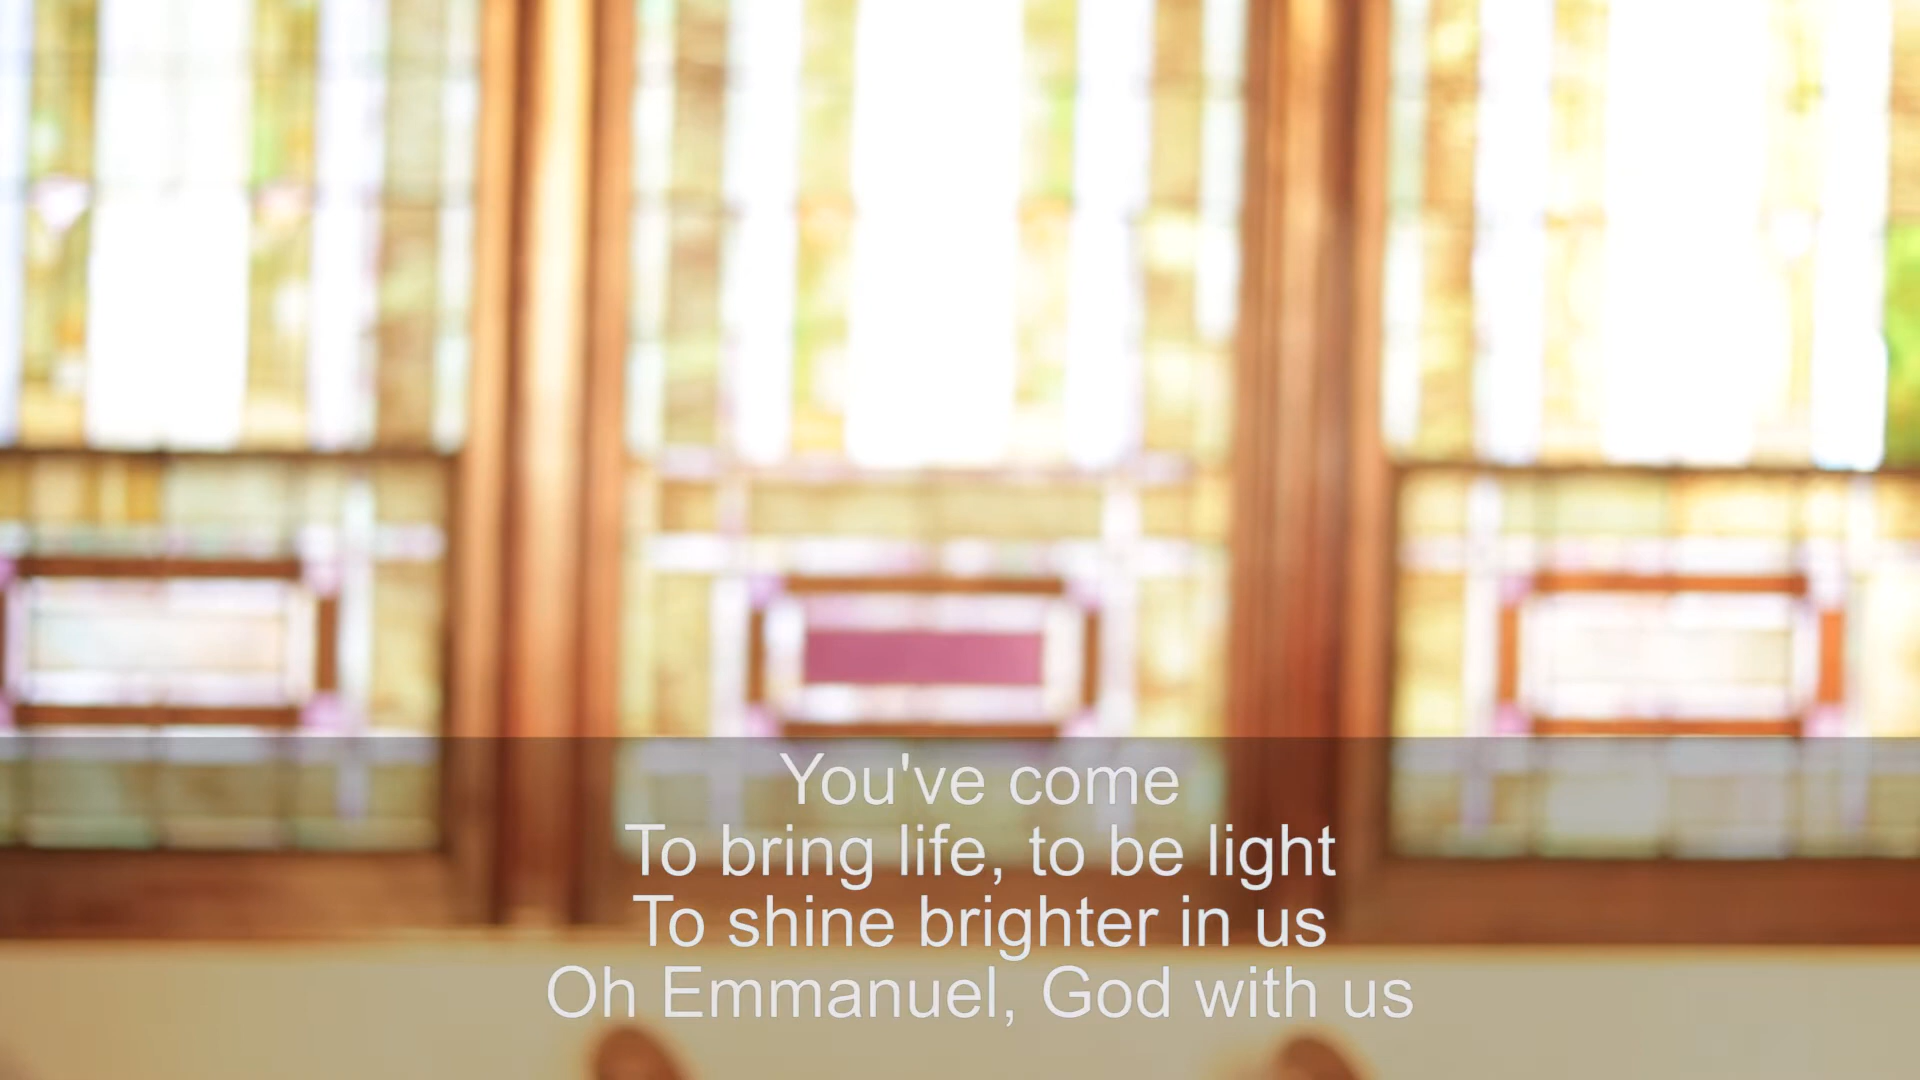 You've come
To bring life, to be light
To shine brighter in us
Oh Emmanuel, God with us